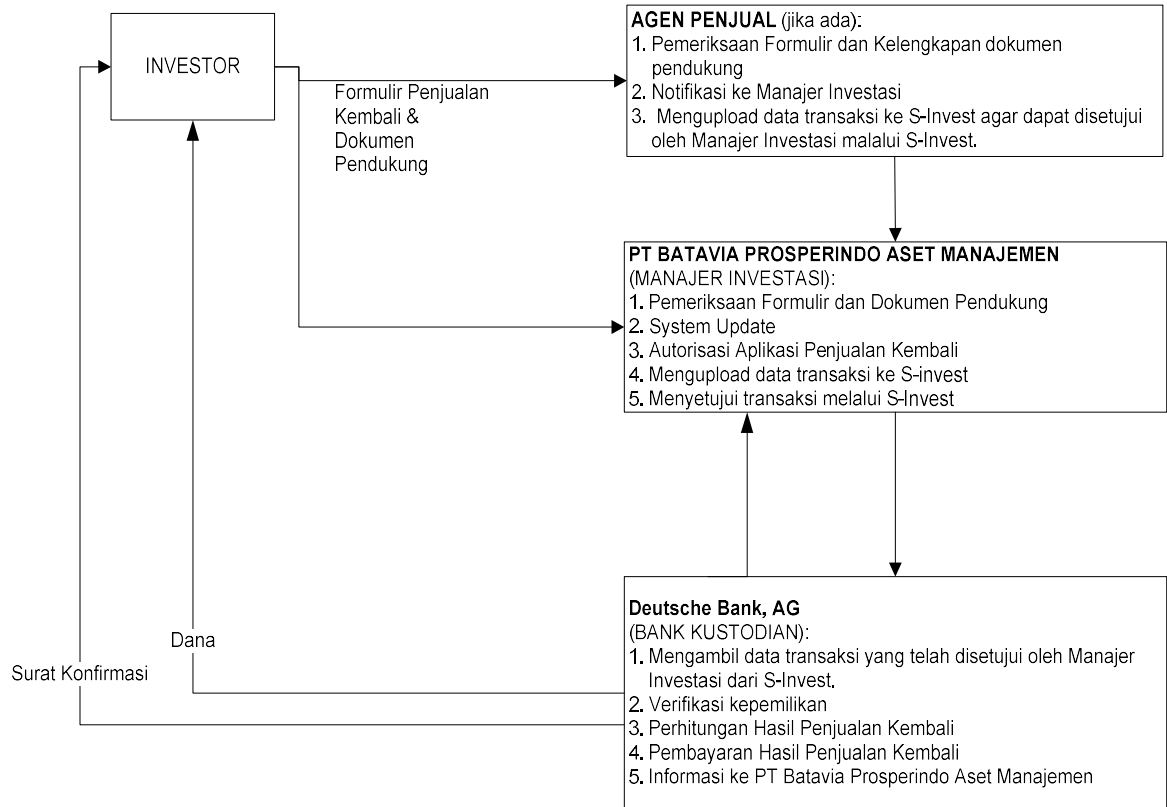 INVESTOR
Formulir Penjualan
Kembali &
Dokumen
Pendukung
AGEN PENJUAL (jika ada):
1. Pemeriksaan Formulir dan Kelengkapan dokumen
pendukung
2. Notifikasi ke Manajer Investasi
3. Mengupload data transaksi ke S-Invest agar dapat disetujui
oleh Manajer Investasi malalui S-Invest.
PT BATAVIA PROSPERINDO ASET MANAJEMEN
(MANAJER INVESTASI):
1. Pemeriksaan Formulir dan Dokumen Pendukung
2. System Update
3. Autorisasi Aplikasi Penjualan Kembali
4. Mengupload data transaksi ke S-invest
5. Menyetujui transaksi melalui S-Invest
Dana
Surat Konfirmasi
Deutsche Bank, AG
(BANK KUSTODIAN):
1. Mengambil data transaksi yang telah disetujui oleh Manajer
Investasi dari S-Invest.
2. Verifikasi kepemilikan
3. Perhitungan Hasil Penjualan Kembali
4. Pembayaran Hasil Penjualan Kembali
5. Informasi ke PT Batavia Prosperindo Aset Manajemen